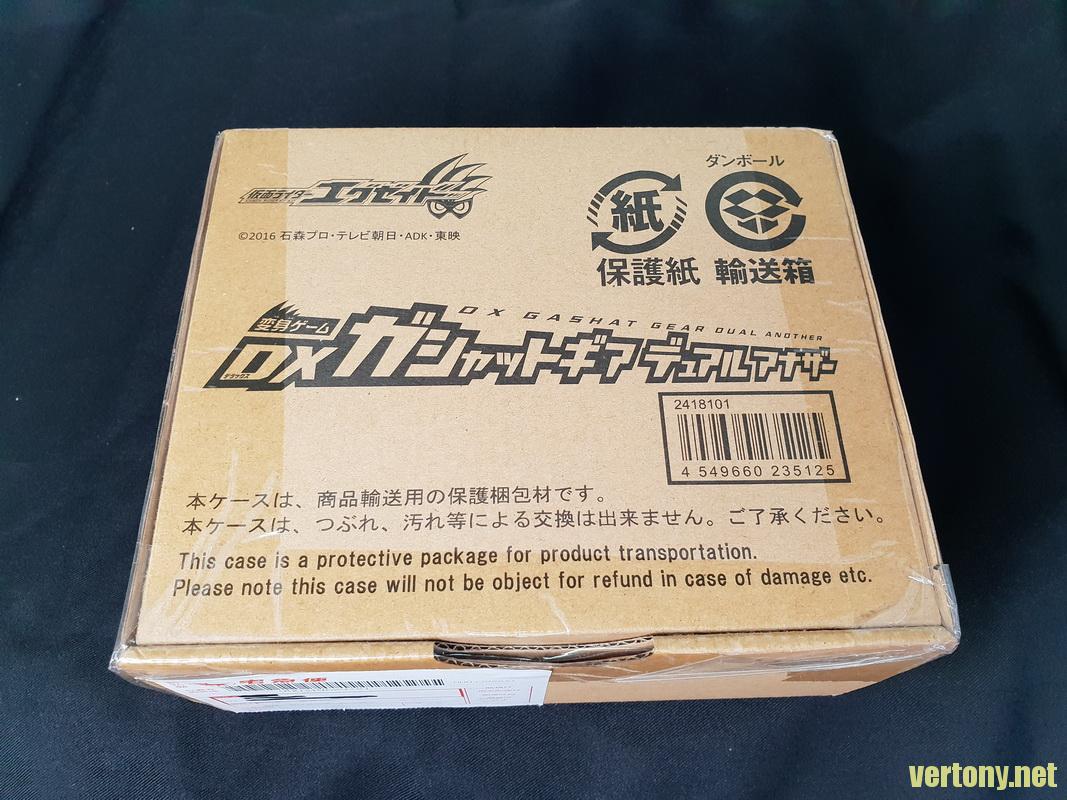 仮面ライダー エグゼイド
©2016 石森プロ・テレビ朝日・ADK・東映
ダンボール
紙
保護紙 輸送箱
DX GASHAT GEAR DUAL ANOTHER
変身ゲーム
DXガシャットギア デュアルアナザー
デラックス
2418101
4 549660 235125
本ケースは、商品輸送用の保護梱包材です。
本ケースは、つぶれ、汚れ等による交換は出来ません。ご了承ください。
This case is a protective package for product transportation.
Please note this case will not be object for refund in case of damage etc.
宅急便
vertony.net